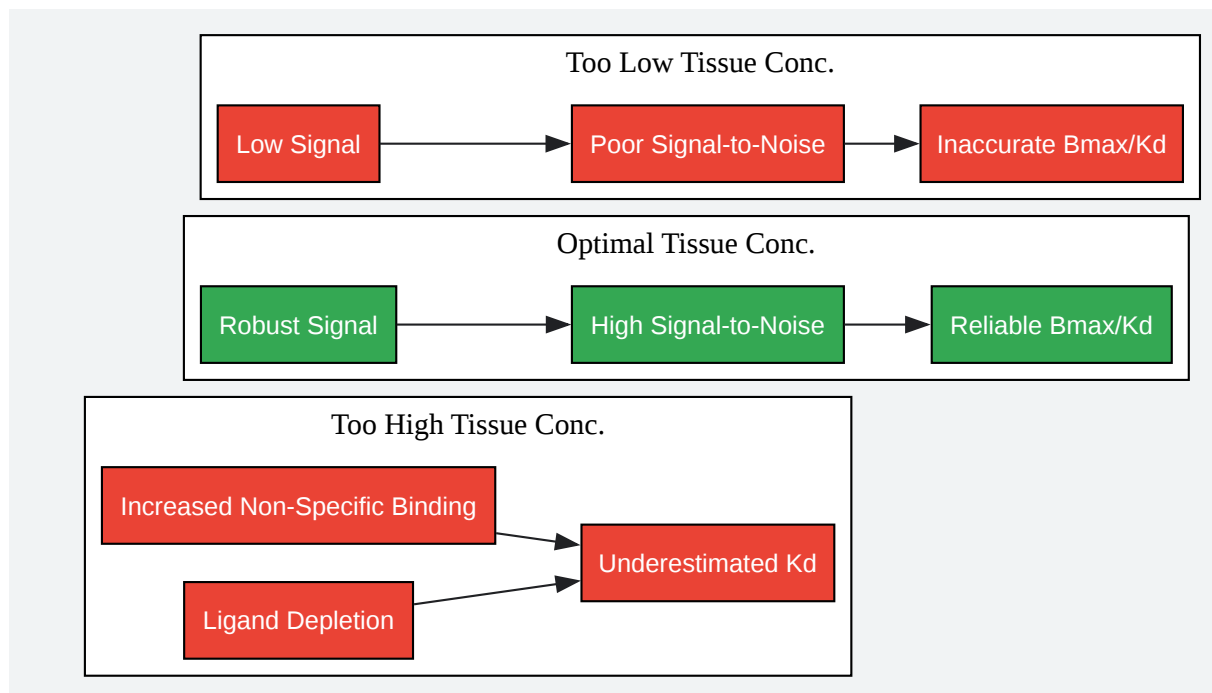 Too Low Tissue Conc.
Low Signal
Poor Signal-to-Noise
Inaccurate Bmax/Kd
Optimal Tissue Conc.
Robust Signal
High Signal-to-Noise
Reliable Bmax/Kd
Too High Tissue Conc.
Increased Non-Specific Binding
Underestimated Kd
Ligand Depletion